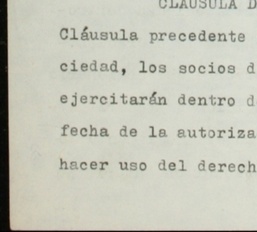 CLÁUSULA D
Cláusula precedente
ciedad, los socios d
ejercitarán dentro d
fecha de la autoriza
hacer uso del derech